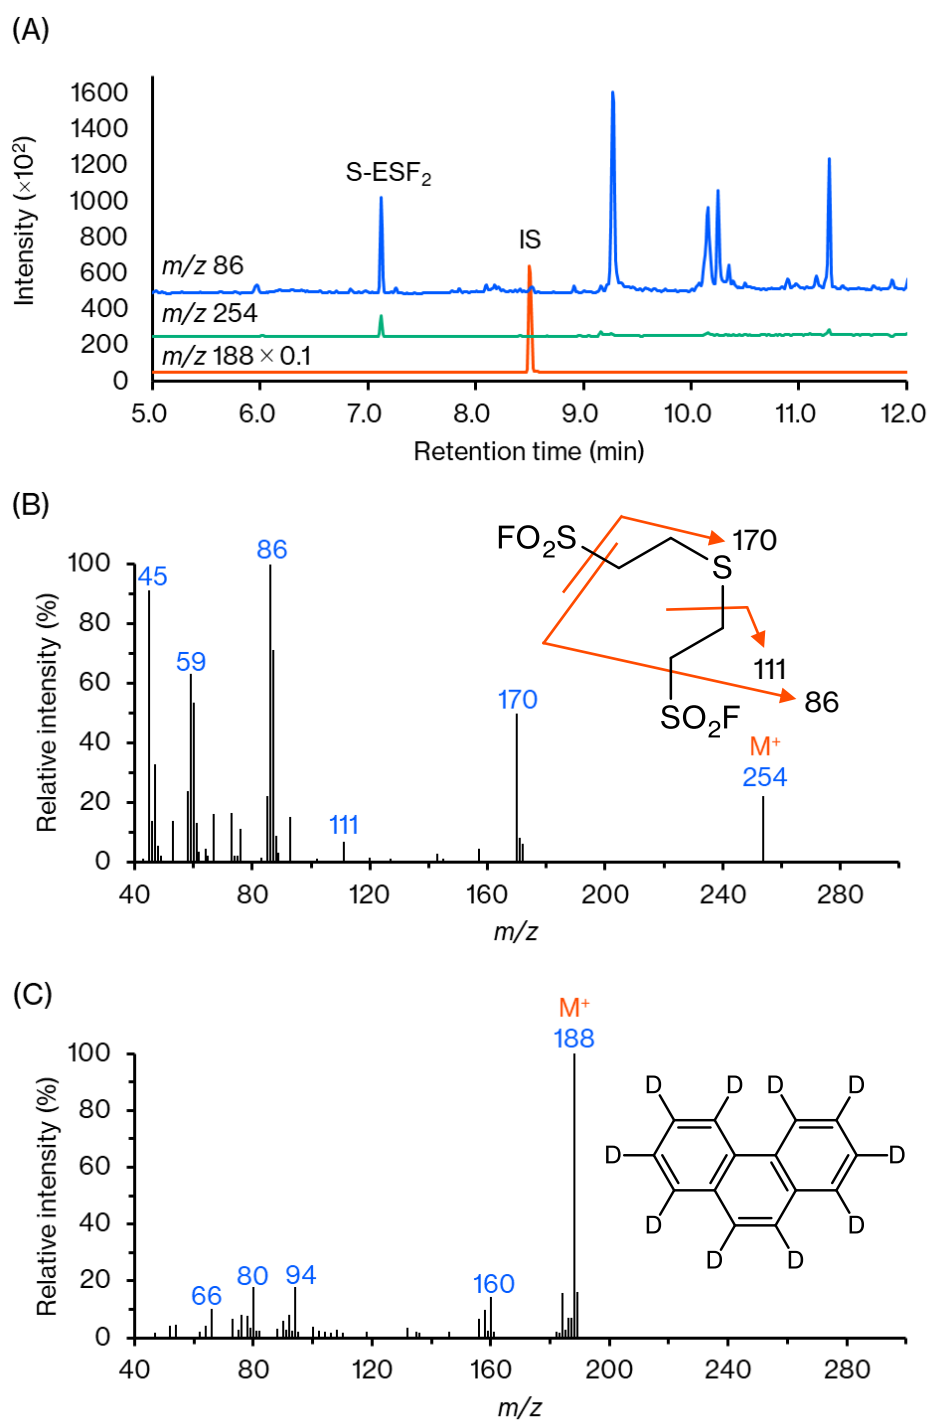 (A)
Intensity (×10²)
1600
1400
1200
1000
800
600
400
200
0
S-ESF₂
IS
m/z 86
m/z 254
m/z 188 × 0.1
5.0 6.0 7.0 8.0 9.0 10.0 11.0 12.0
Retention time (min)
(B)
Relative intensity (%)
100
80
60
40
20
0
45
59
86
111
170
M⁺
254
FO₂S
S
SO₂F
170
111
86
40 80 120 160 200 240 280
m/z
(C)
Relative intensity (%)
100
80
60
40
20
0
66
80
94
160
M⁺
188
D D D D
D D
D D
D D
40 80 120 160 200 240 280
m/z